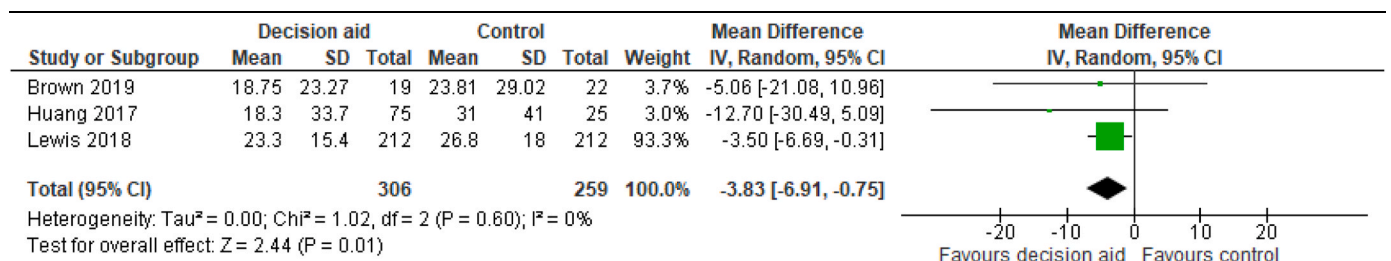 Decision aid Control Mean Difference Mean Difference
Study or Subgroup Mean SD Total Mean SD Total Weight IV, Random, 95% CI IV, Random, 95% CI
Brown 2019 18.75 23.27 19 23.81 29.02 22 3.7% -5.06 [-21.08, 10.96]
Huang 2017 18.3 33.7 75 31 41 25 3.0% -12.70 [-30.49, 5.09]
Lewis 2018 23.3 15.4 212 26.8 18 212 93.3% -3.50 [-6.69, -0.31]
Total (95% CI) 306 259 100.0% -3.83 [-6.91, -0.75]
Heterogeneity: Tau² = 0.00; Chi² = 1.02, df = 2 (P = 0.60); I² = 0%
Test for overall effect: Z = 2.44 (P = 0.01)
-20 -10 0 10 20
Favours decision aid Favours control